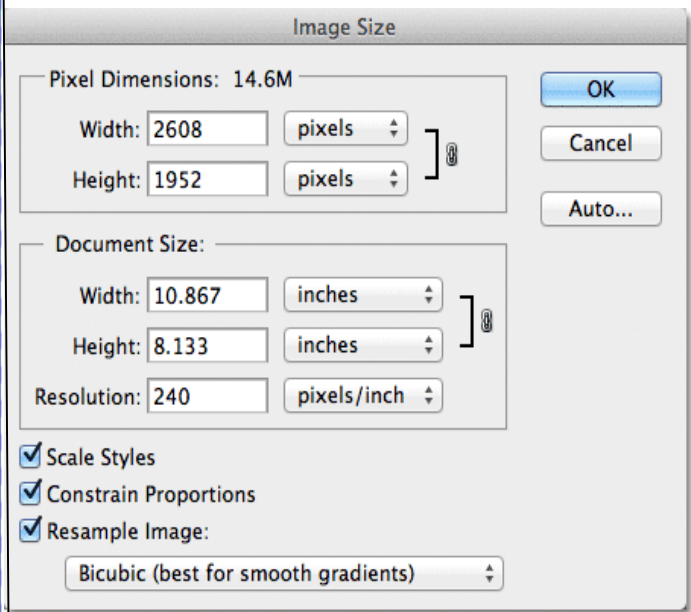 Image Size
Pixel Dimensions: 14.6M
Width: 2608 pixels
Height: 1952 pixels
OK
Cancel
Auto...
Document Size:
Width: 10.867 inches
Height: 8.133 inches
Resolution: 240 pixels/inch
Scale Styles
Constrain Proportions
Resample Image:
Bicubic (best for smooth gradients)